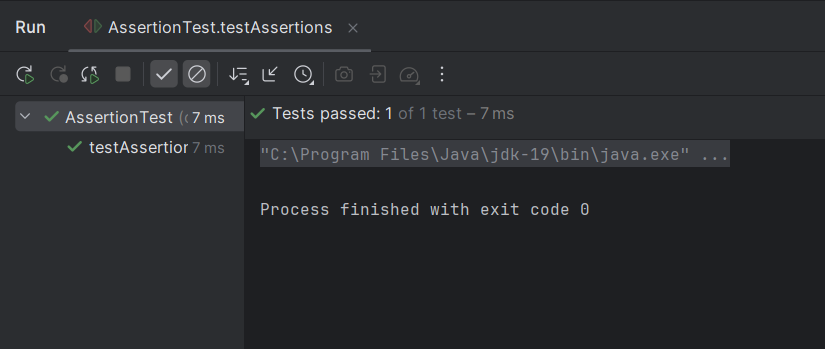 Run AssertionTest.testAssertions
AssertionTest 7 ms
7 ms
Tests passed: 1 of 1 test – 7 ms
"C:\Program Files\Java\jdk-19\bin\java.exe" ...
Process finished with exit code 0